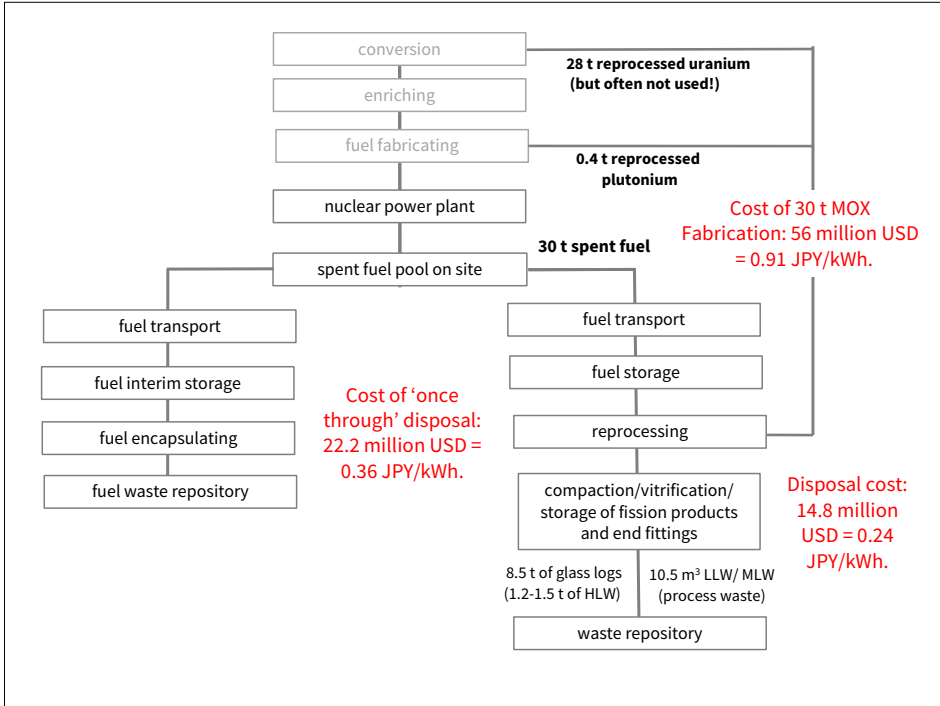 conversion
28 t reprocessed uranium
(but often not used!)
enriching
fuel fabricating
0.4 t reprocessed
plutonium
nuclear power plant
Cost of 30 t MOX
Fabrication: 56 million USD
= 0.91 JPY/kWh.
30 t spent fuel
spent fuel pool on site
fuel transport
fuel interim storage
fuel encapsulating
fuel waste repository
Cost of ‘once
through’ disposal:
22.2 million USD =
0.36 JPY/kWh.
fuel transport
fuel storage
reprocessing
compaction/vitrification/
storage of fission products
and end fittings
Disposal cost:
14.8 million
USD = 0.24
JPY/kWh.
8.5 t of glass logs
(1.2-1.5 t of HLW)
10.5 m³ LLW/ MLW
(process waste)
waste repository